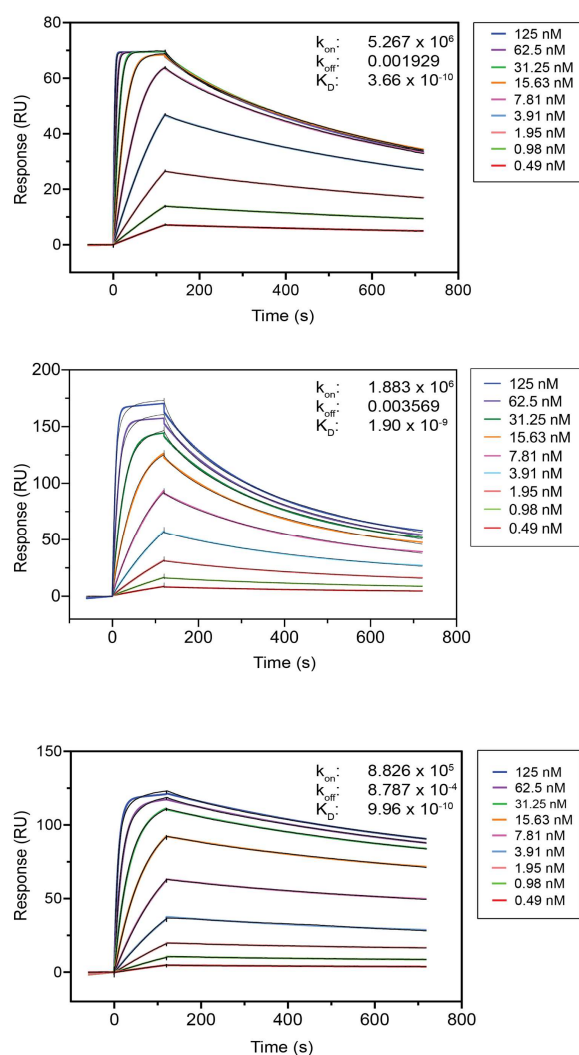 80
60
40
20
0
Response (RU)
kon: 5.267 x 10⁶
koff: 0.001929
KD: 3.66 x 10⁻¹⁰
0 200 400 600 800
Time (s)
125 nM
62.5 nM
31.25 nM
15.63 nM
7.81 nM
3.91 nM
1.95 nM
0.98 nM
0.49 nM
200
150
100
50
0
Response (RU)
kon: 1.883 x 10⁶
koff: 0.003569
KD: 1.90 x 10⁻⁹
0 200 400 600 800
Time (s)
125 nM
62.5 nM
31.25 nM
15.63 nM
7.81 nM
3.91 nM
1.95 nM
0.98 nM
0.49 nM
150
100
50
0
Response (RU)
kon: 8.826 x 10⁵
koff: 8.787 x 10⁻⁴
KD: 9.96 x 10⁻¹⁰
0 200 400 600 800
Time (s)
125 nM
62.5 nM
31.25 nM
15.63 nM
7.81 nM
3.91 nM
1.95 nM
0.98 nM
0.49 nM